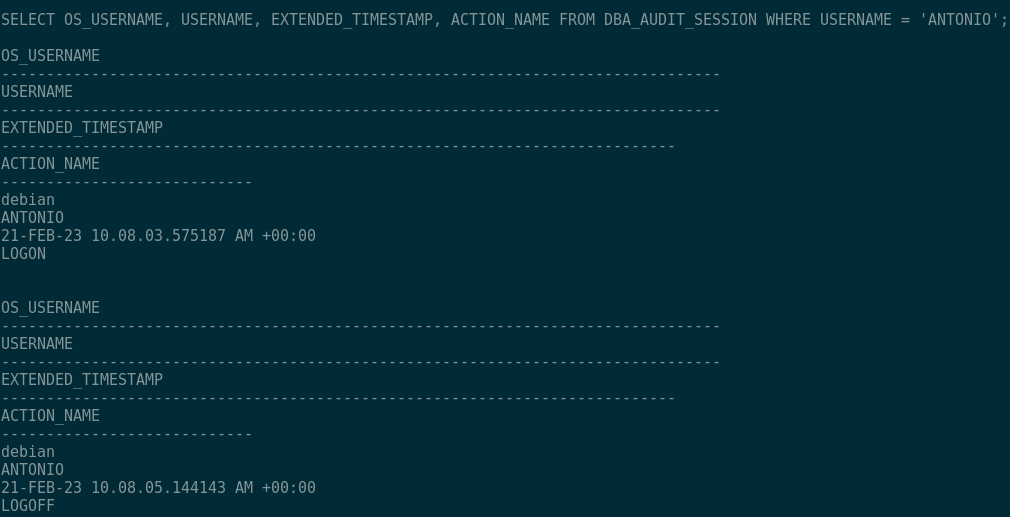 SELECT OS_USERNAME, USERNAME, EXTENDED_TIMESTAMP, ACTION_NAME FROM DBA_AUDIT_SESSION WHERE USERNAME = 'ANTONIO';
OS_USERNAME
--------------------------------------------------------------------------------
USERNAME
--------------------------------------------------------------------------------
EXTENDED_TIMESTAMP
---------------------------------------------------------------------------
ACTION_NAME
----------------------------
debian
ANTONIO
21-FEB-23 10.08.03.575187 AM +00:00
LOGON
OS_USERNAME
--------------------------------------------------------------------------------
USERNAME
--------------------------------------------------------------------------------
EXTENDED_TIMESTAMP
---------------------------------------------------------------------------
ACTION_NAME
----------------------------
debian
ANTONIO
21-FEB-23 10.08.05.144143 AM +00:00
LOGOFF